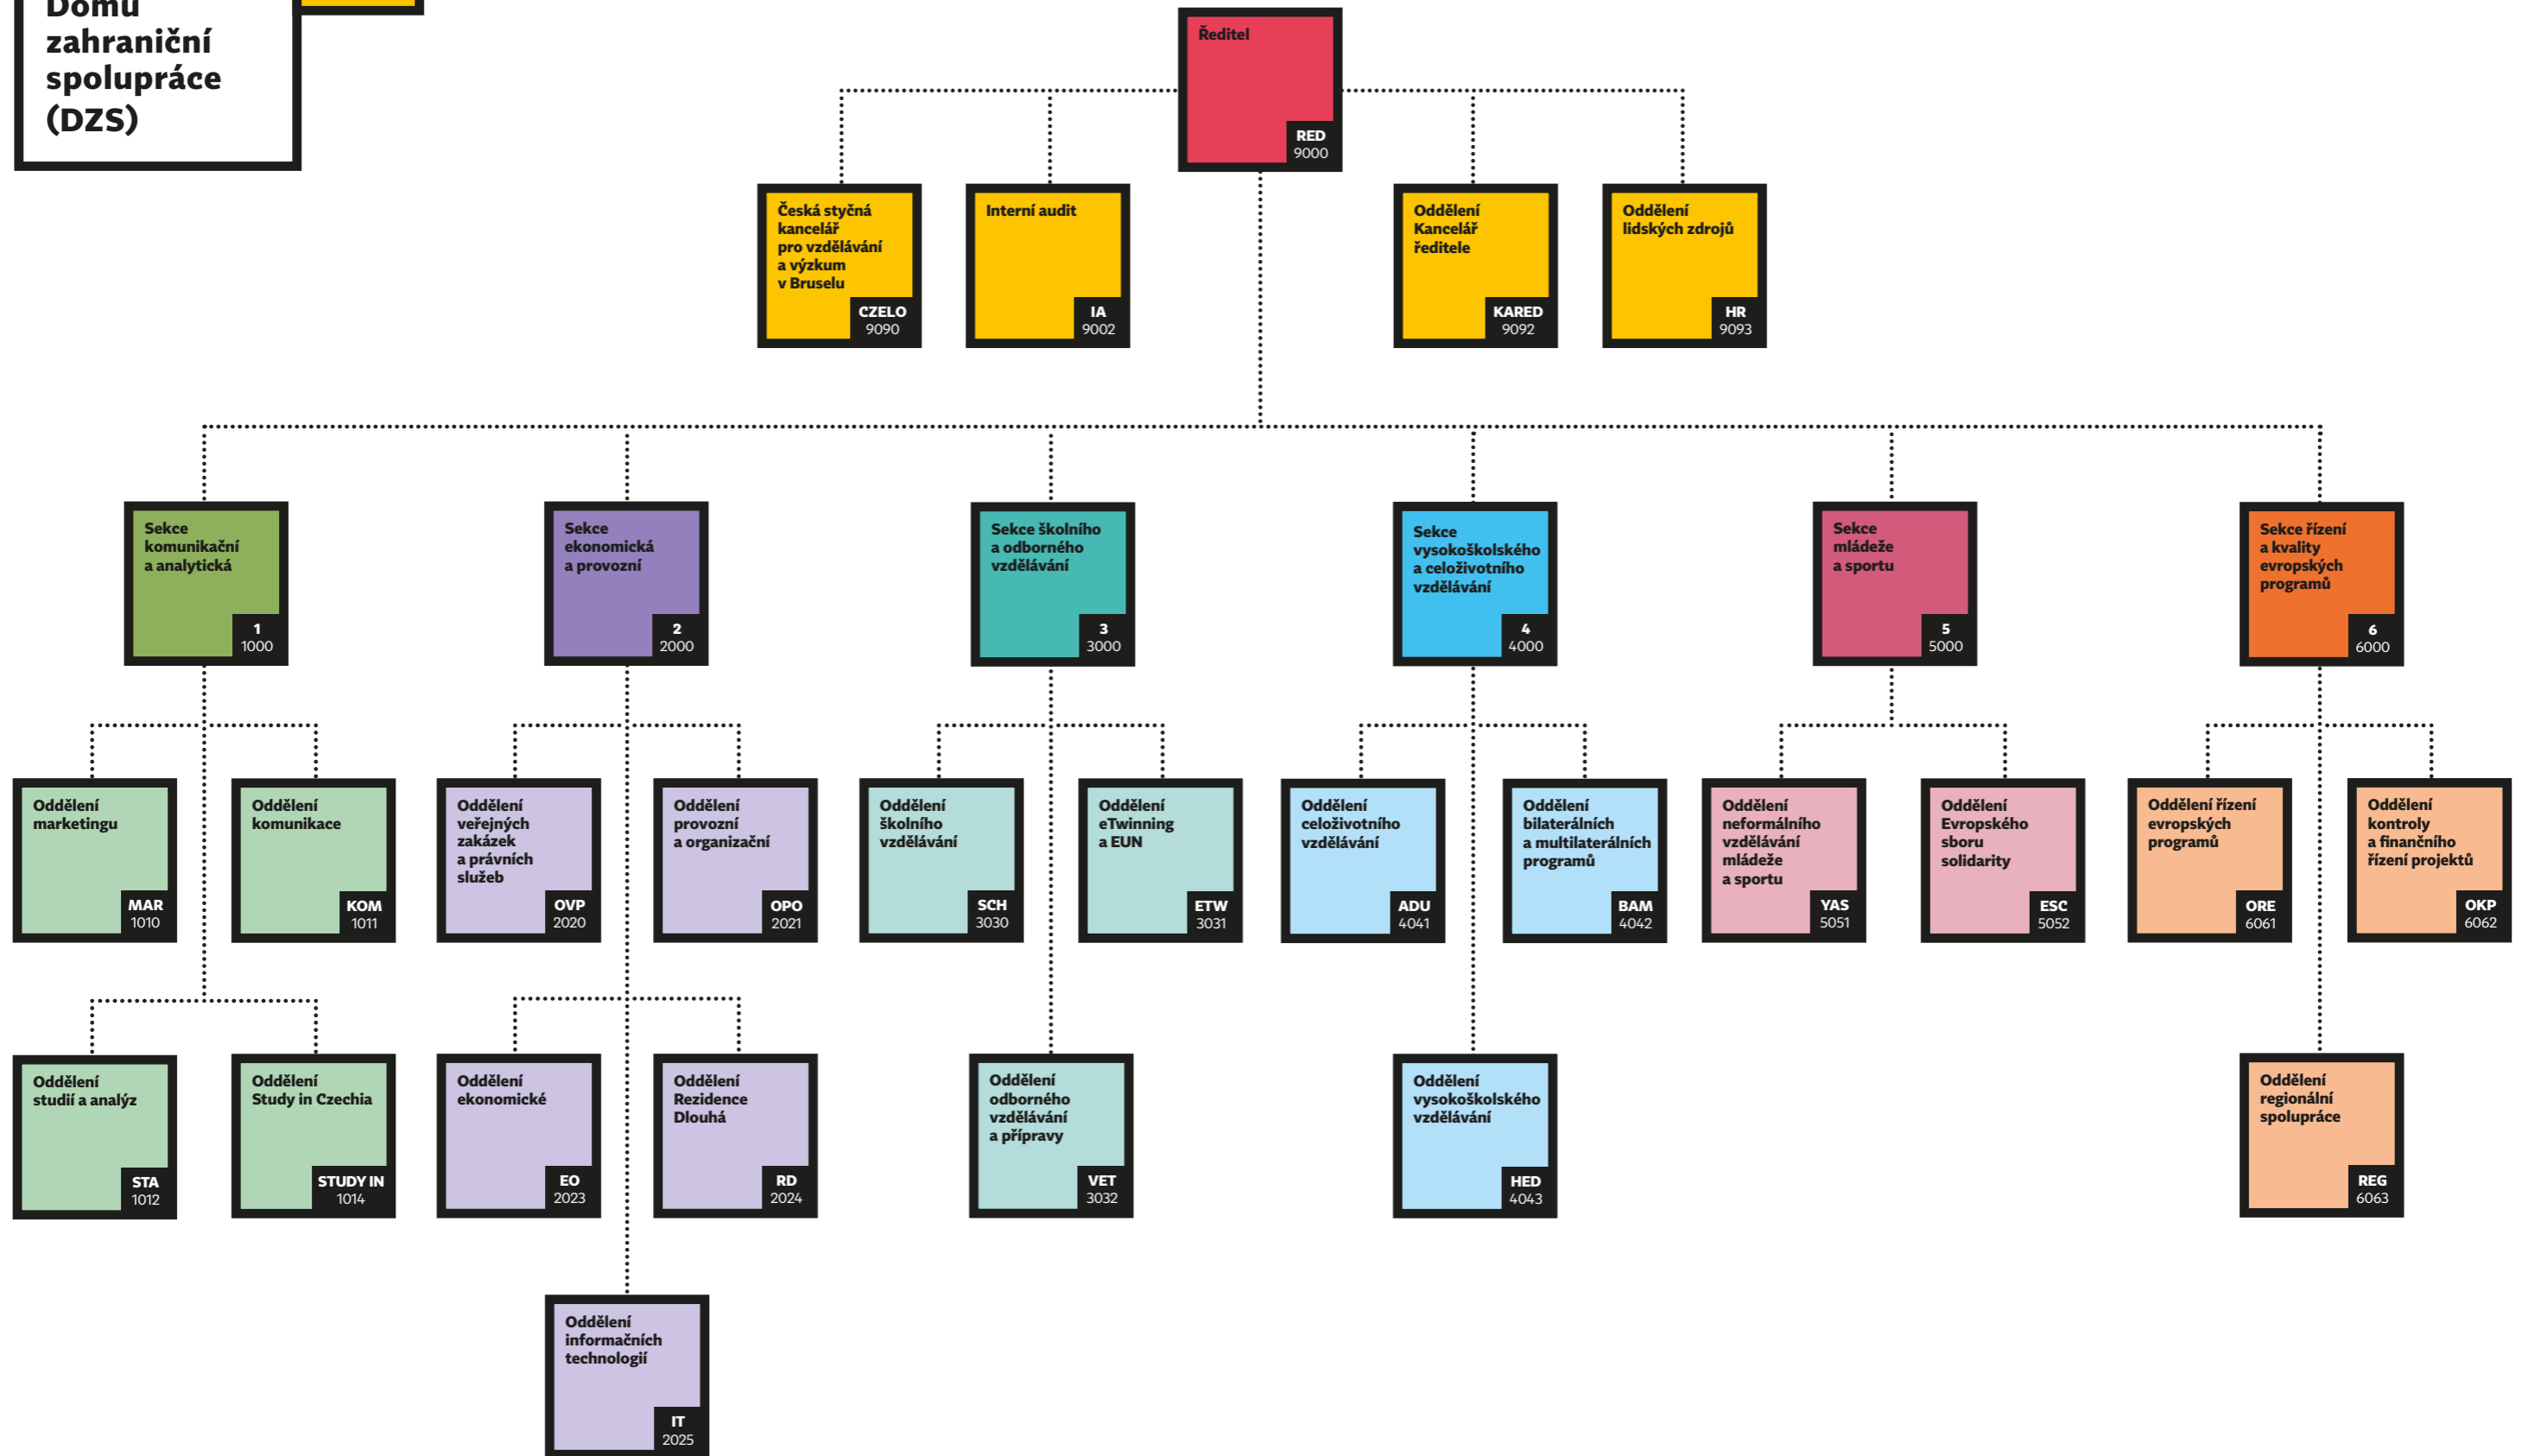 Domu
zahraniční
spolupráce
(DZS)
Ředitel
RED
9000
Česká styčná
kancelář
pro vzdělávání
a výzkum
v Bruselu
CZELO
9090
Interní audit
IA
9002
Oddělení
Kancelář
ředitele
KARED
9092
Oddělení
lidských zdrojů
HR
9093
Sekce
komunikační
a analytická
1
1000
Sekce
ekonomická
a provozní
2
2000
Sekce školního
a odborného
vzdělávání
3
3000
Sekce
vysokoškolského
a celoživotního
vzdělávání
4
4000
Sekce
mládeže
a sportu
5
5000
Sekce řízení
a kvality
evropských
programů
6
6000
Oddělení
marketingu
MAR
1010
Oddělení
komunikace
KOM
1011
Oddělení
veřejných
zakázek
a právních
služeb
OVP
2020
Oddělení
provozní
a organizační
OPO
2021
Oddělení
školního
vzdělávání
SCH
3030
Oddělení
eTwinning
a EUN
ETW
3031
Oddělení
celoživotního
vzdělávání
ADU
4041
Oddělení
bilaterálních
a multilaterálních
programů
BAM
4042
Oddělení
neformálního
vzdělávání
mládeže
a sportu
YAS
5051
Oddělení
Evropského
sboru
solidarity
ESC
5052
Oddělení řízení
evropských
programů
ORE
6061
Oddělení
kontroly
a finančního
řízení projektů
OKP
6062
Oddělení
studií a analýz
STA
1012
Oddělení
Study in Czechia
STUDY IN
1014
Oddělení
ekonomické
EO
2023
Oddělení
Rezidence
Dlouhá
RD
2024
Oddělení
odborného
vzdělávání
a přípravy
VET
3032
Oddělení
vysokoškolského
vzdělávání
HED
4043
Oddělení
regionální
spolupráce
REG
6063
Oddělení
informačních
technologií
IT
2025